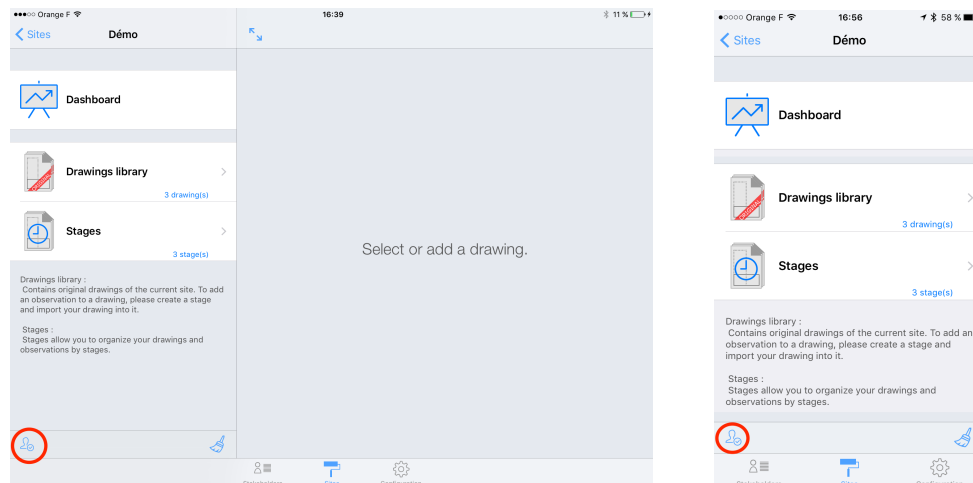 Orange F 16:39 11 %
Sites Démo
Dashboard
Drawings library
3 drawing(s)
Stages
3 stage(s)
Drawings library :
Contains original drawings of the current site. To add
an observation to a drawing, please create a stage
and import your drawing into it.
Stages :
Stages allow you to organize your drawings and
observations by stages.
Select or add a drawing.
Orange F 16:56 58 %
Sites Démo
Dashboard
ORIGINAL
Drawings library
3 drawing(s)
Stages
3 stage(s)
Drawings library :
Contains original drawings of the current site. To add an
observation to a drawing, please create a stage and
import your drawing into it.
Stages :
Stages allow you to organize your drawings and
observations by stages.